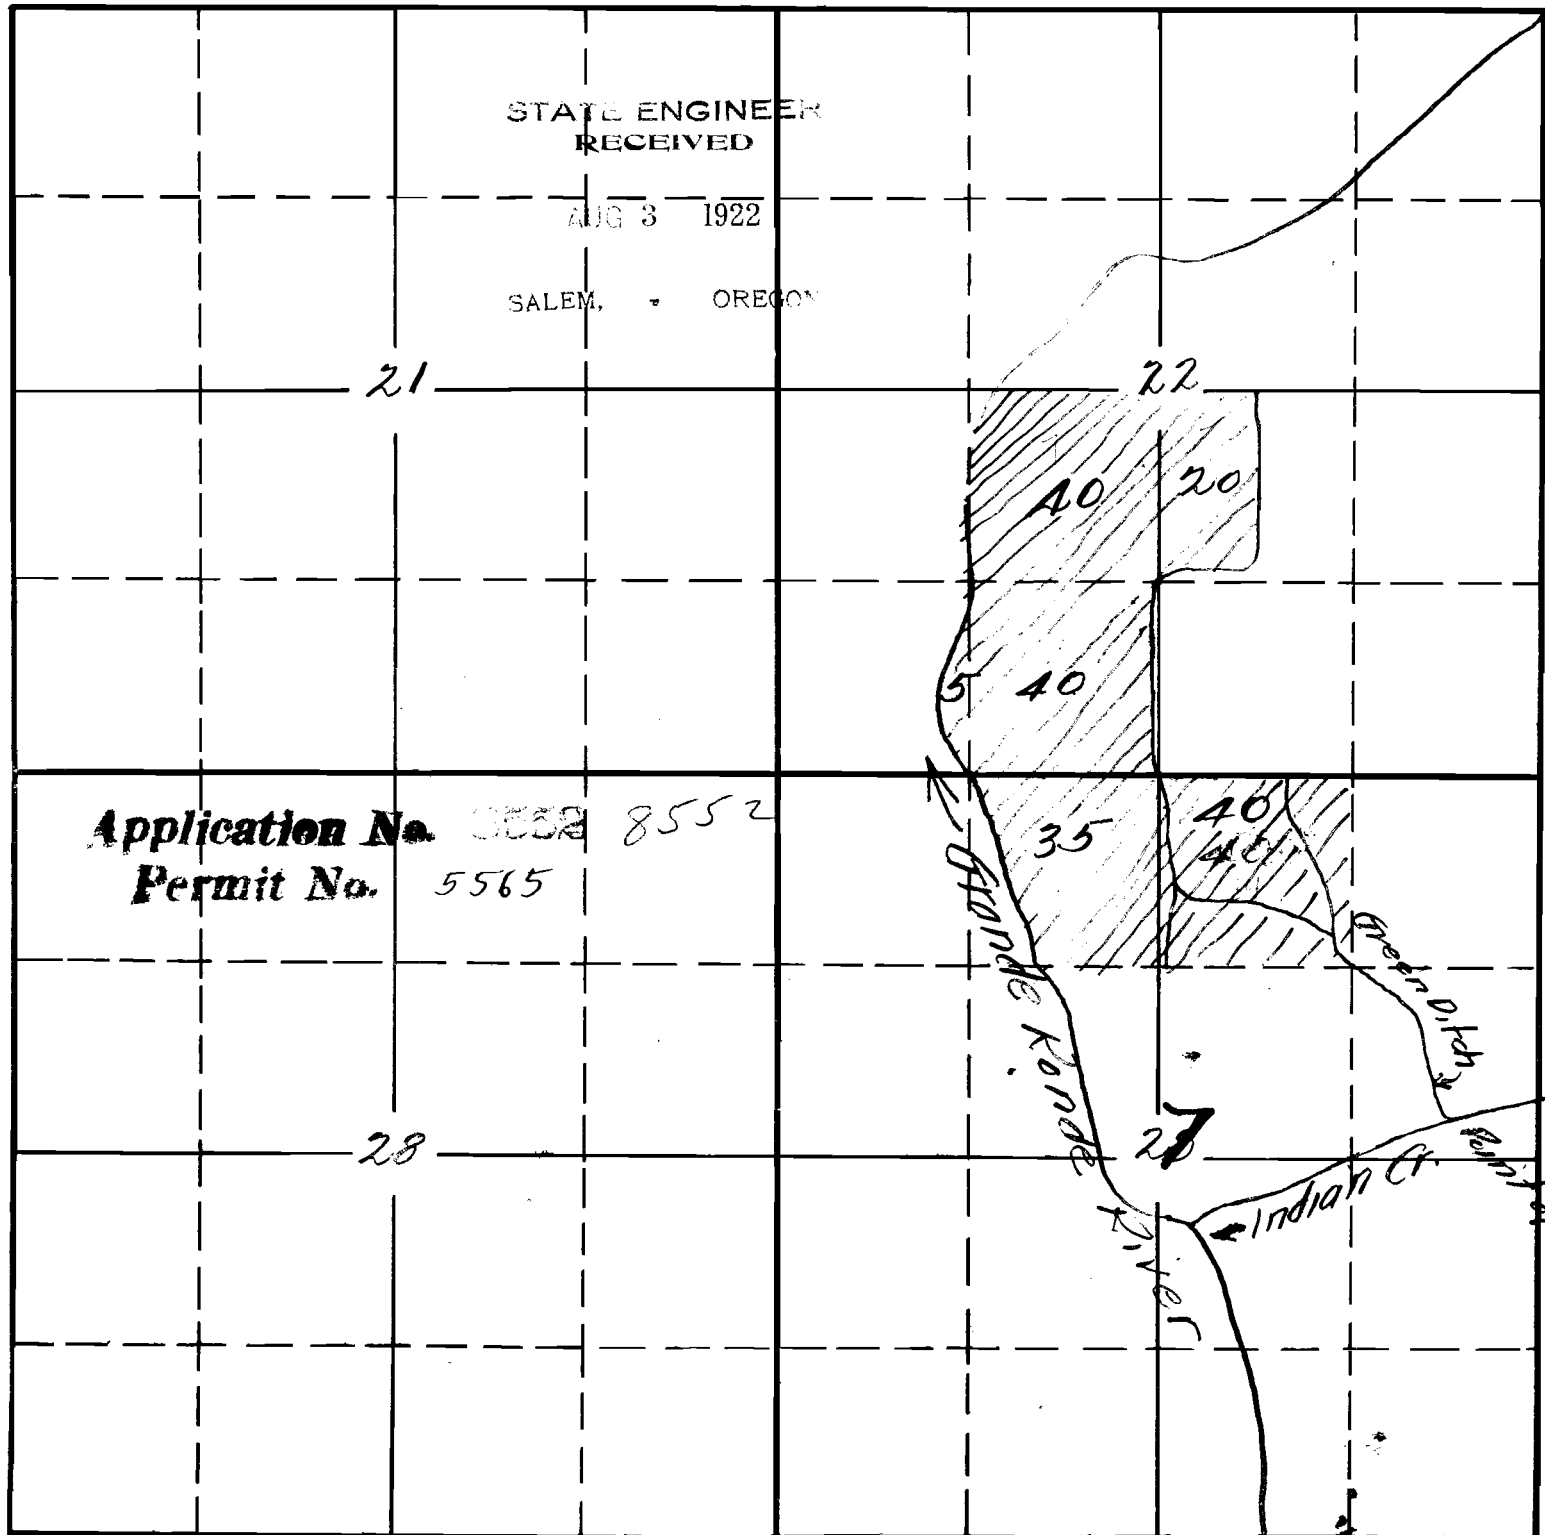 STATE ENGINEER
RECEIVED
AUG 3 1922
SALEM, OREGON
21
22
40
20
5
40
Application No. 8552
Permit No. 5565
35
40
40
Grande Ronde River
Green Ditch
28
27
Indian Cr.